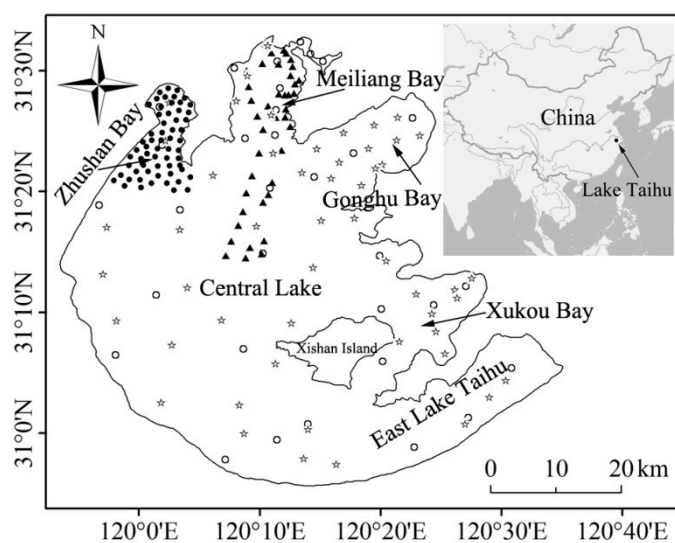 N
31°30'N
31°20'N
31°10'N
31°0'N
Zhushan Bay
Meiliang Bay
Gonghu Bay
Central Lake
Xukou Bay
Xishan Island
East Lake Taihu
China
Lake Taihu
0 10 20 km
120°0'E 120°10'E 120°20'E 120°30'E 120°40'E